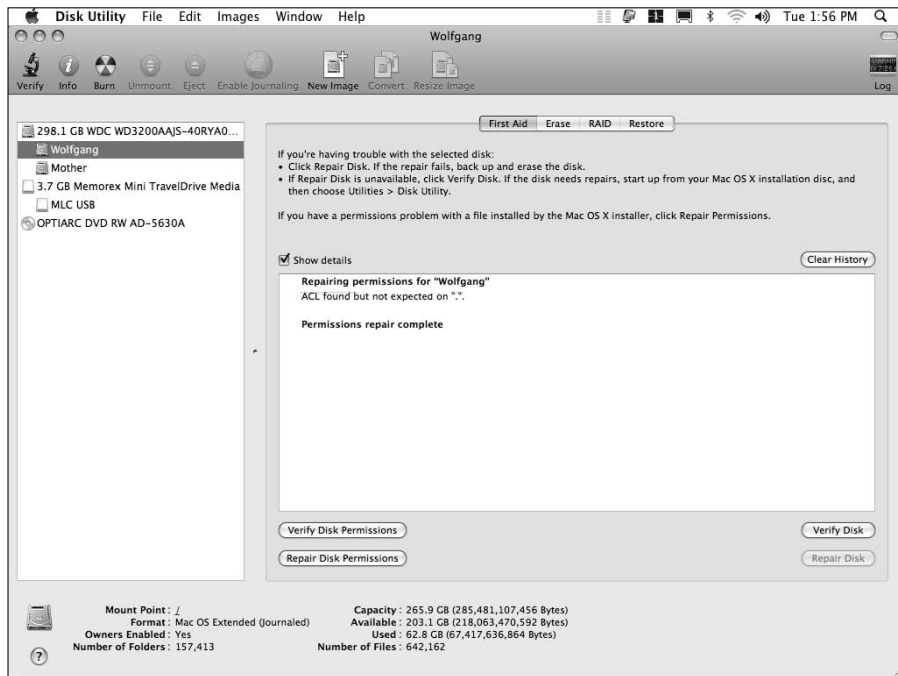 Disk Utility File Edit Images Window Help Tue 1:56 PM
Wolfgang
Verify Info Burn Unmount Eject Enable Journaling New Image Convert Resize Image Log
298.1 GB WDC WD3200AAJS-40RYA0...
Wolfgang
Mother
3.7 GB Memorex Mini TravelDrive Media
MLC USB
OPTIARC DVD RW AD-5630A
First Aid Erase RAID Restore
If you're having trouble with the selected disk:
• Click Repair Disk. If the repair fails, back up and erase the disk.
• If Repair Disk is unavailable, click Verify Disk. If the disk needs repairs, start up from your Mac OS X installation disc, and
then choose Utilities > Disk Utility.
If you have a permissions problem with a file installed by the Mac OS X installer, click Repair Permissions.
Show details
Clear History
Repairing permissions for "Wolfgang"
ACL found but not expected on ".".
Permissions repair complete
Verify Disk Permissions Verify Disk
Repair Disk Permissions Repair Disk
Mount Point : / Capacity : 265.9 GB (285,481,107,456 Bytes)
Format : Mac OS Extended (Journaled) Available : 203.1 GB (218,063,470,592 Bytes)
Owners Enabled : Yes Used : 62.8 GB (67,417,636,864 Bytes)
Number of Folders : 157,413 Number of Files : 642,162
?